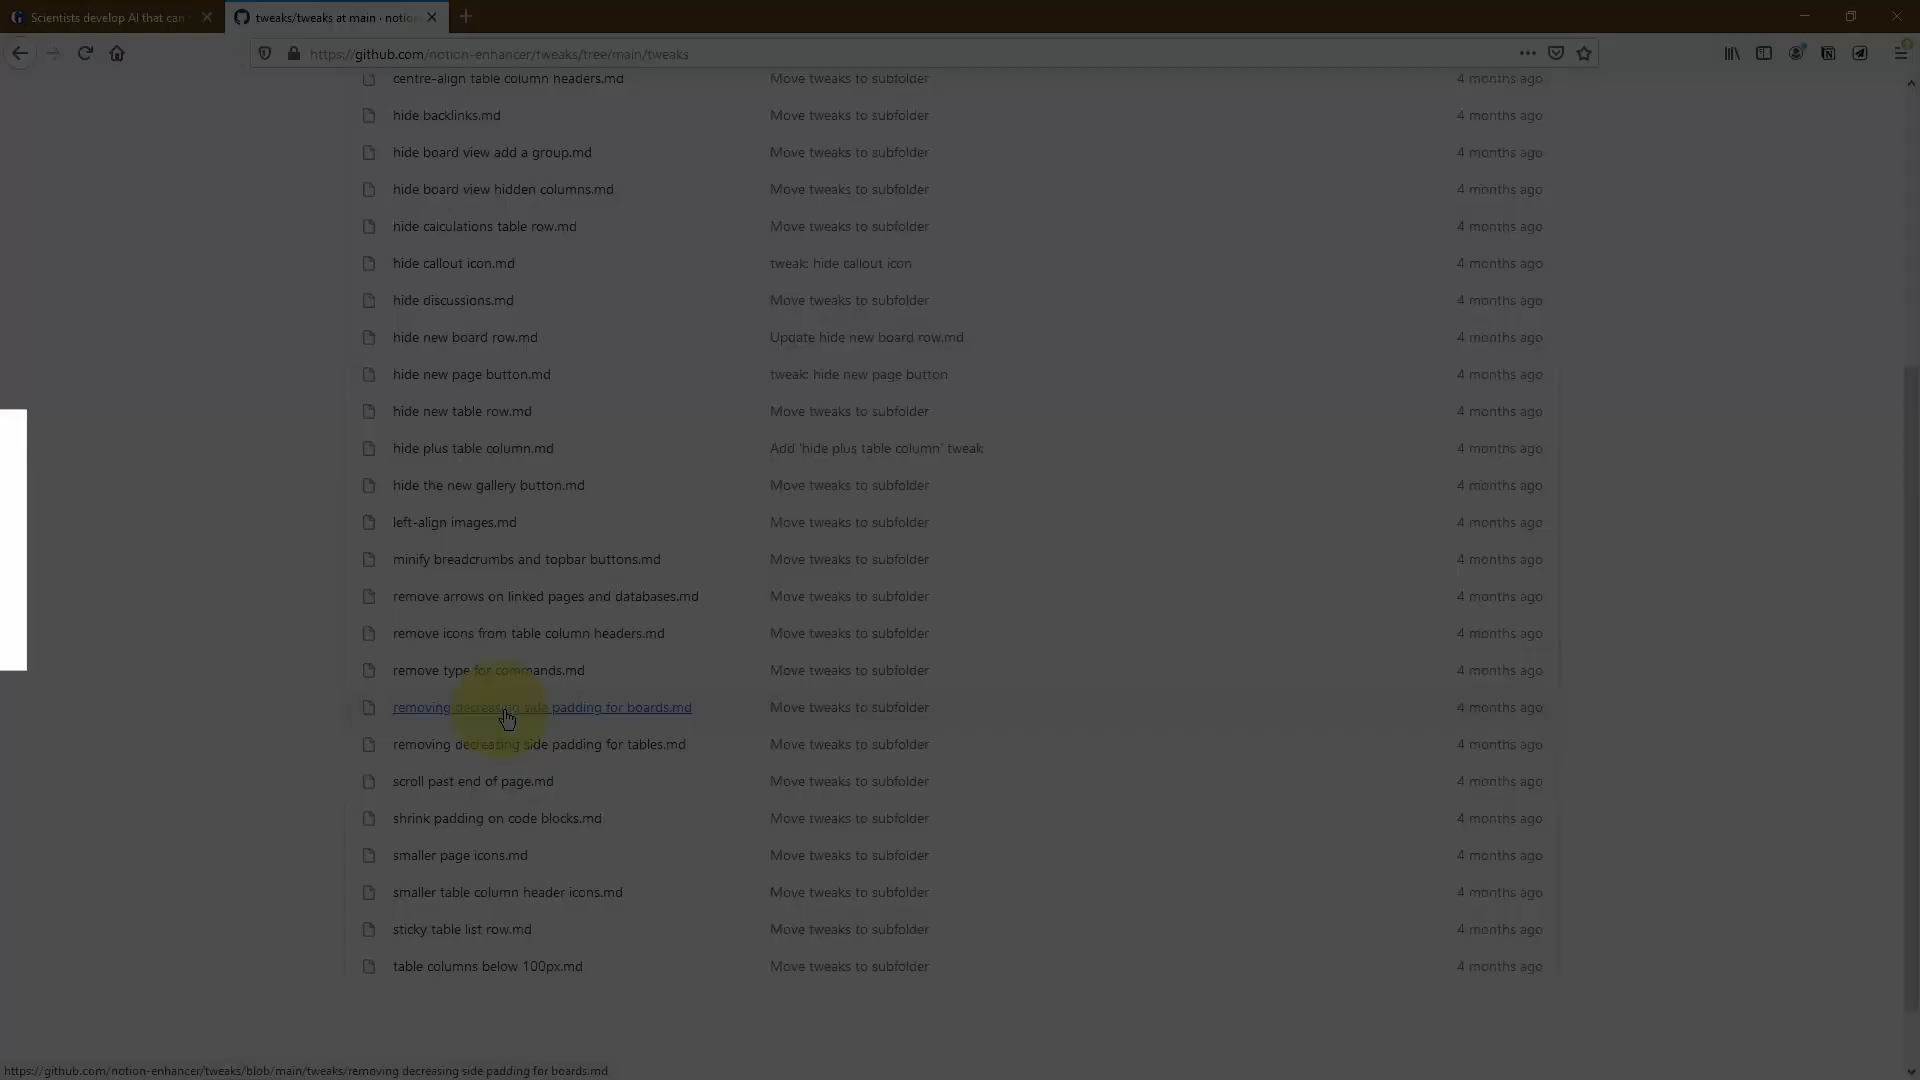 Scientists develop AI that can
tweaks/tweaks at main · notio
https://github.com/notion-enhancer/tweaks/tree/main/tweaks
centre-align table column headers.md Move tweaks to subfolder 4 months ago
hide backlinks.md Move tweaks to subfolder 4 months ago
hide board view add a group.md Move tweaks to subfolder 4 months ago
hide board view hidden columns.md Move tweaks to subfolder 4 months ago
hide calculations table row.md Move tweaks to subfolder 4 months ago
hide callout icon.md tweak: hide callout icon 4 months ago
hide discussions.md Move tweaks to subfolder 4 months ago
hide new board row.md Update hide new board row.md 4 months ago
hide new page button.md tweak: hide new page button 4 months ago
hide new table row.md Move tweaks to subfolder 4 months ago
hide plus table column.md Add 'hide plus table column' tweak 4 months ago
hide the new gallery button.md Move tweaks to subfolder 4 months ago
left-align images.md Move tweaks to subfolder 4 months ago
minify breadcrumbs and topbar buttons.md Move tweaks to subfolder 4 months ago
remove arrows on linked pages and databases.md Move tweaks to subfolder 4 months ago
remove icons from table column headers.md Move tweaks to subfolder 4 months ago
remove type for commands.md Move tweaks to subfolder 4 months ago
removing decreasing side padding for boards.md Move tweaks to subfolder 4 months ago
removing decreasing side padding for tables.md Move tweaks to subfolder 4 months ago
scroll past end of page.md Move tweaks to subfolder 4 months ago
shrink padding on code blocks.md Move tweaks to subfolder 4 months ago
smaller page icons.md Move tweaks to subfolder 4 months ago
smaller table column header icons.md Move tweaks to subfolder 4 months ago
sticky table list row.md Move tweaks to subfolder 4 months ago
table columns below 100px.md Move tweaks to subfolder 4 months ago
https://github.com/notion-enhancer/tweaks/blob/main/tweaks/removing decreasing side padding for boards.md